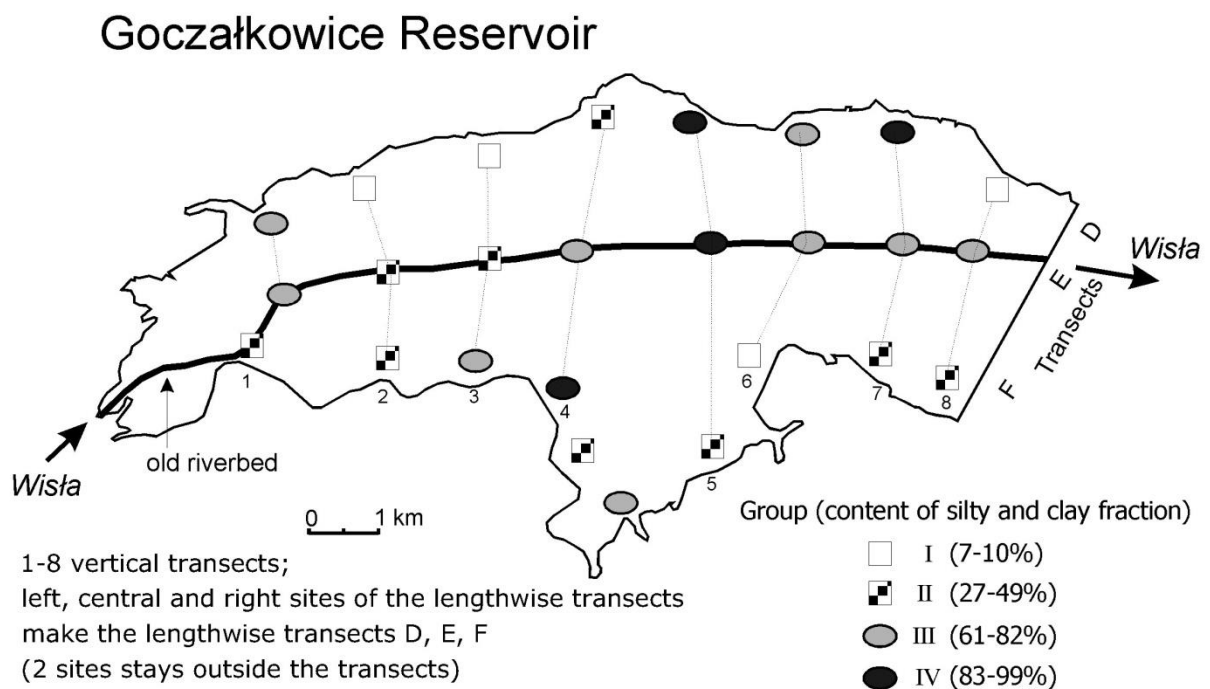 Goczałkowice Reservoir
D
Wisła
E
Transects
F
1
2
3
4
5
6
7
8
old riverbed
Wisła
0 1 km
Group (content of silty and clay fraction)
I (7-10%)
II (27-49%)
III (61-82%)
IV (83-99%)
1-8 vertical transects;
left, central and right sites of the lengthwise transects
make the lengthwise transects D, E, F
(2 sites stays outside the transects)